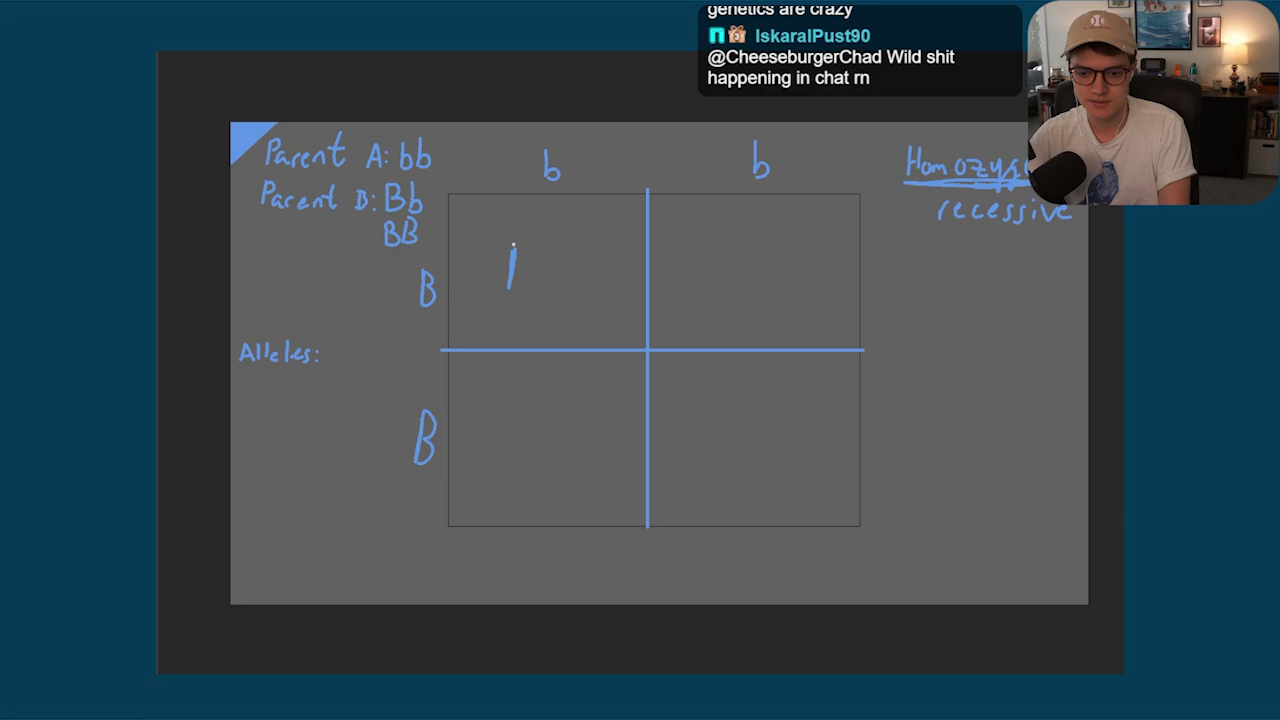 genetics are crazy
IskaralPust90
@CheeseburgerChad Wild shit
happening in chat rn
Parent A: bb
Parent B: Bb
BB
b b
recessive
B
Alleles:
B